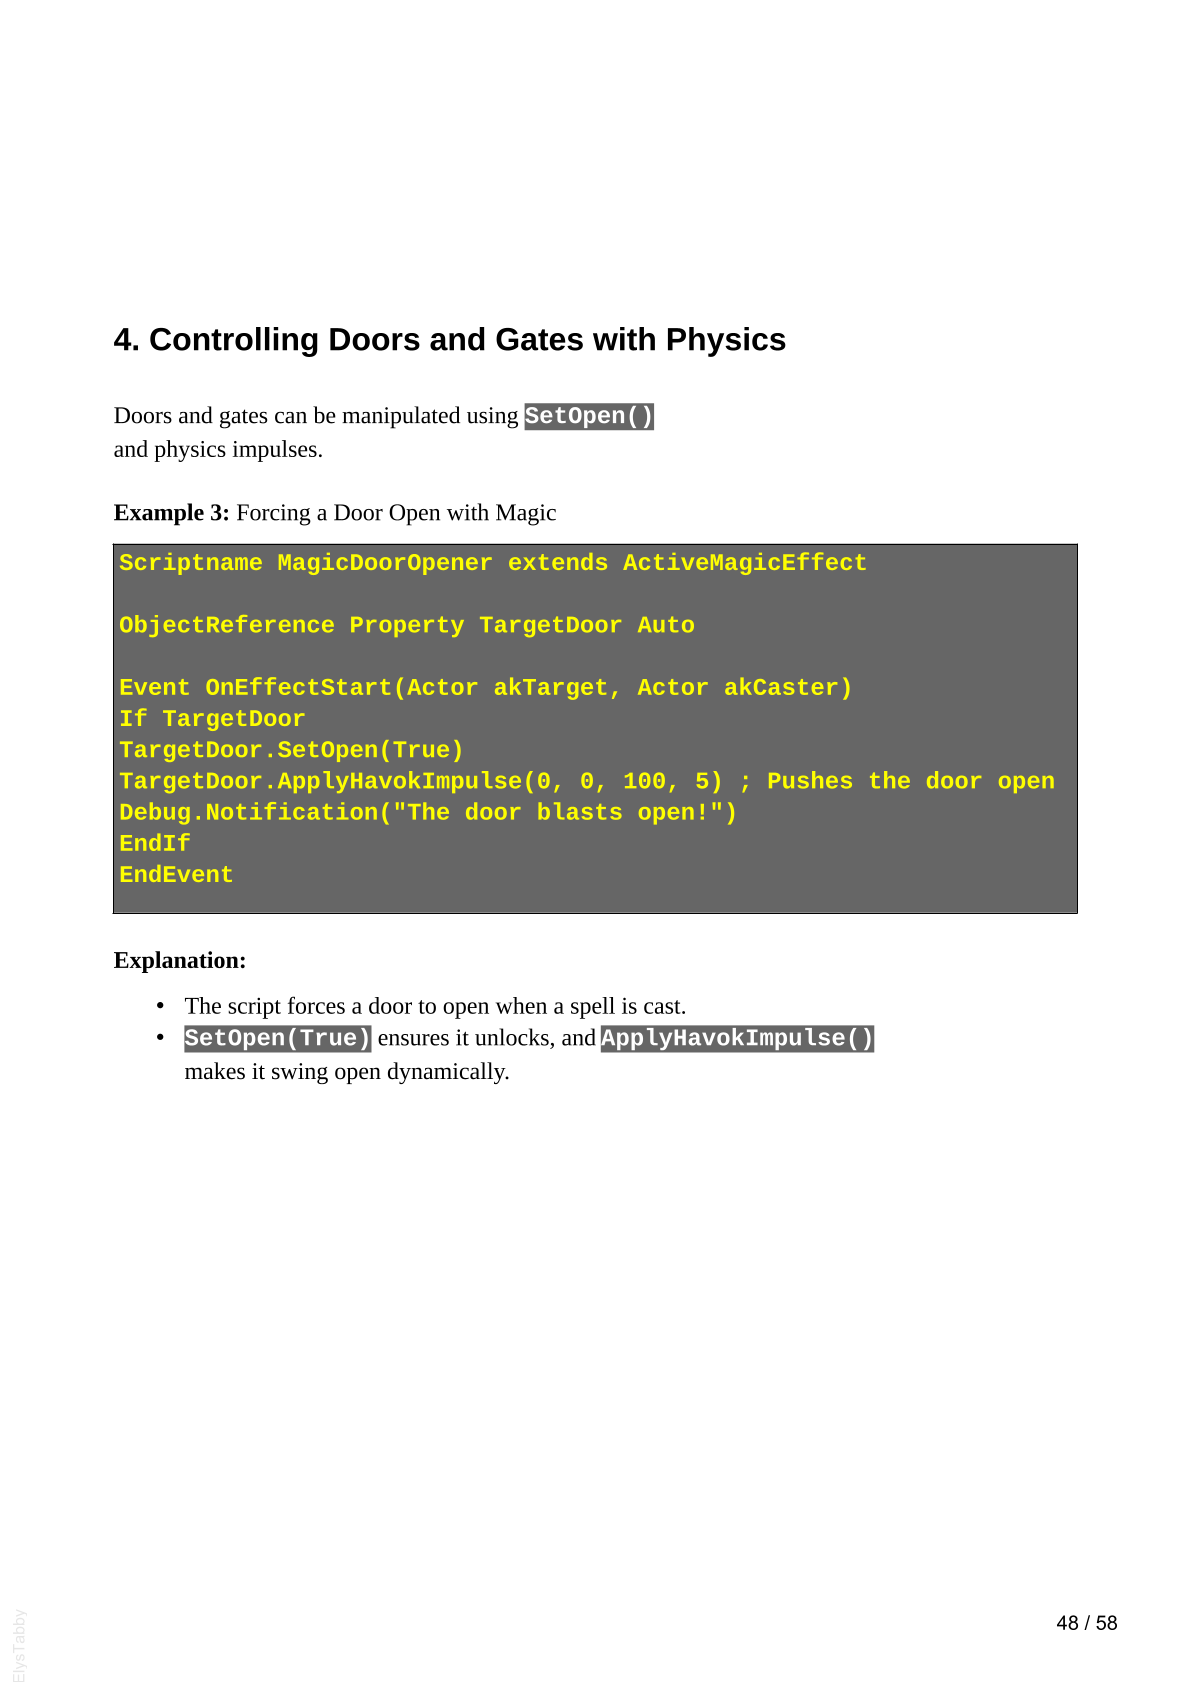 4. Controlling Doors and Gates with Physics
Doors and gates can be manipulated using SetOpen()
and physics impulses.
Example 3: Forcing a Door Open with Magic
Scriptname MagicDoorOpener extends ActiveMagicEffect
ObjectReference Property TargetDoor Auto
Event OnEffectStart(Actor akTarget, Actor akCaster)
If TargetDoor
TargetDoor.SetOpen(True)
TargetDoor.ApplyHavokImpulse(0, 0, 100, 5) ; Pushes the door open
Debug.Notification("The door blasts open!")
EndIf
EndEvent
Explanation:
• The script forces a door to open when a spell is cast.
• SetOpen(True) ensures it unlocks, and ApplyHavokImpulse()
makes it swing open dynamically.
48 / 58
ElysTabby